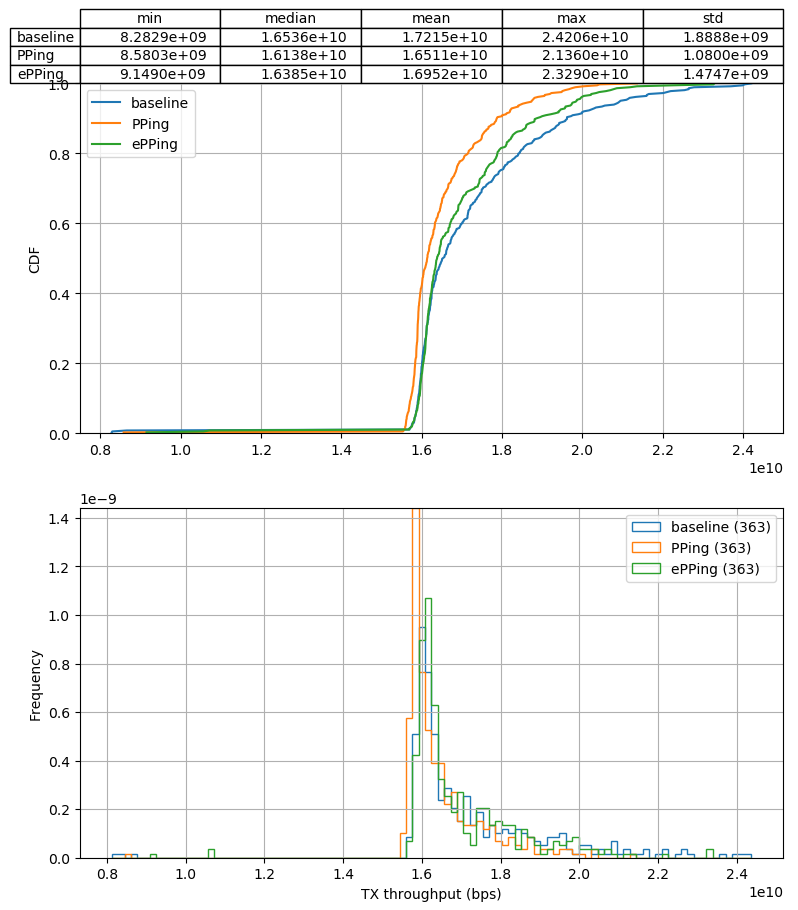 min median mean max std
baseline 8.2829e+09 1.6536e+10 1.7215e+10 2.4206e+10 1.8888e+09
PPing 8.5803e+09 1.6138e+10 1.6511e+10 2.1360e+10 1.0800e+09
ePPing 9.1490e+09 1.6385e+10 1.6952e+10 2.3290e+10 1.4747e+09
1.0
baseline
PPing
ePPing
0.8
0.6
CDF
0.4
0.2
0.0
0.8 1.0 1.2 1.4 1.6 1.8 2.0 2.2 2.4
1e10
1e−9
1.4
baseline (363)
PPing (363)
ePPing (363)
1.2
1.0
0.8
Frequency
0.6
0.4
0.2
0.0
0.8 1.0 1.2 1.4 1.6 1.8 2.0 2.2 2.4
TX throughput (bps)
1e10